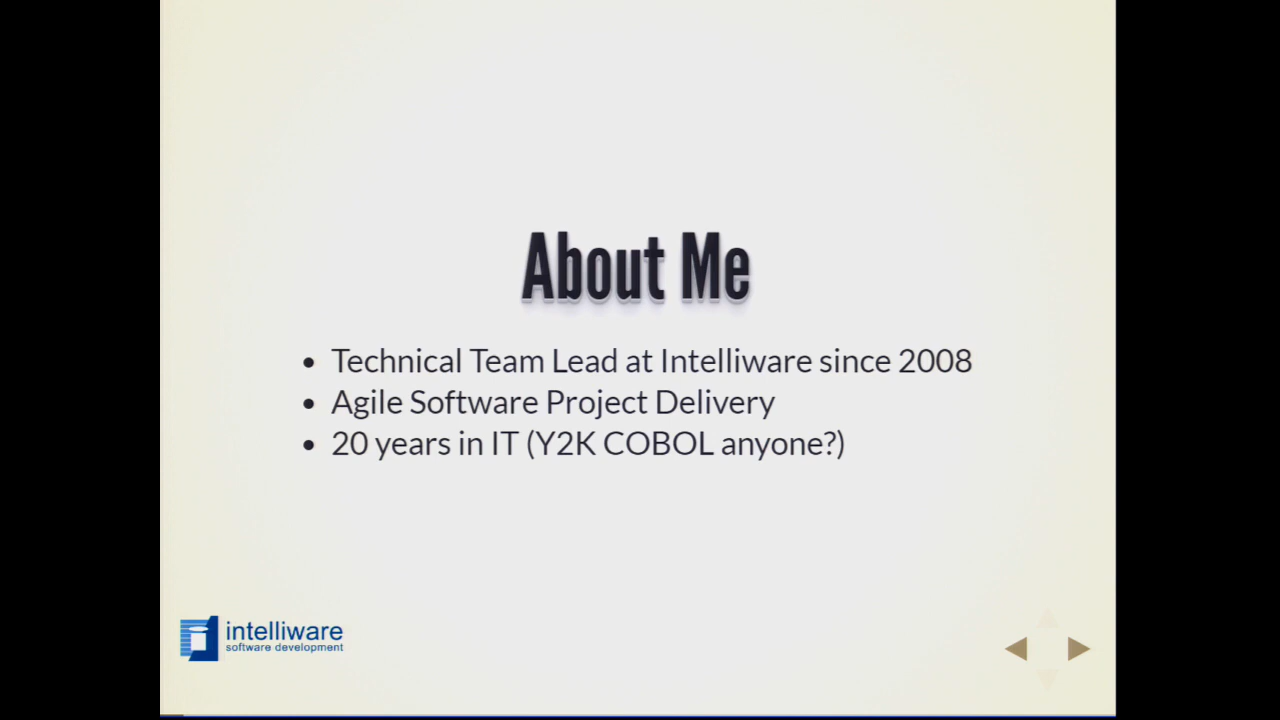 About Me
• Technical Team Lead at Intelliware since 2008
• Agile Software Project Delivery
• 20 years in IT (Y2K COBOL anyone?)
intelliware
software development